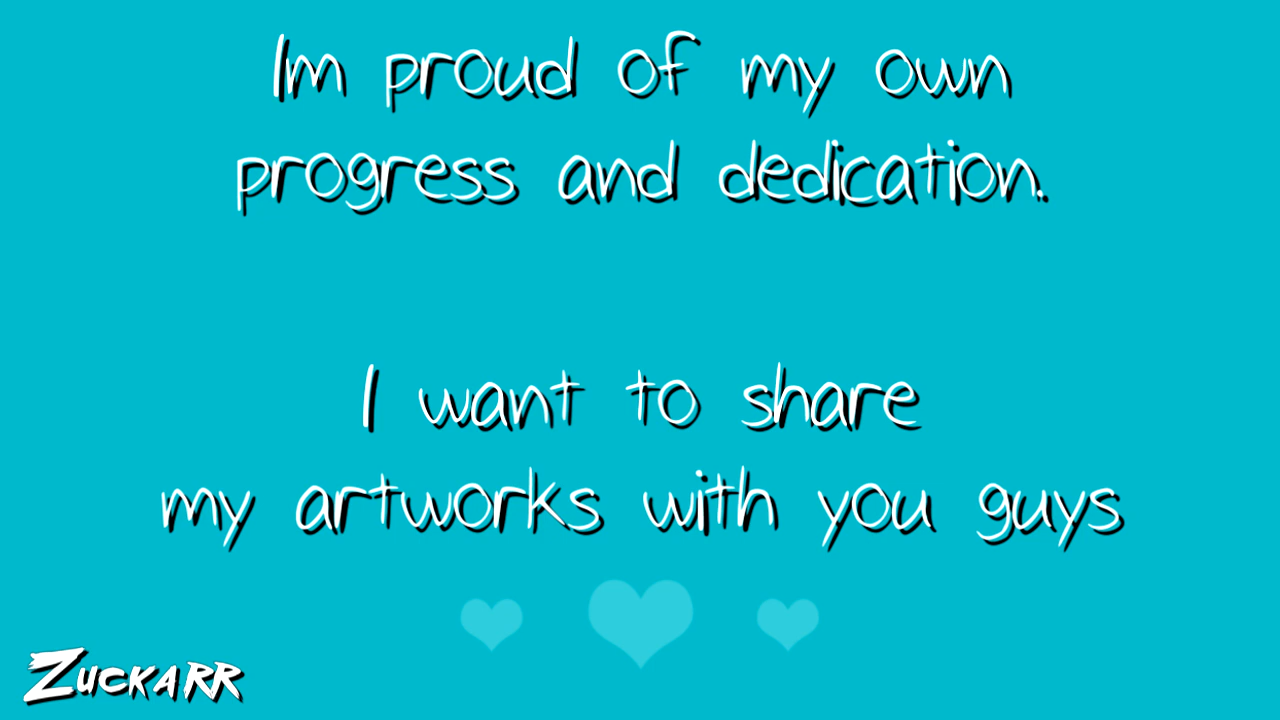 Im proud of my own
progress and dedication.
I want to share
my artworks with you guys
Zuckarr